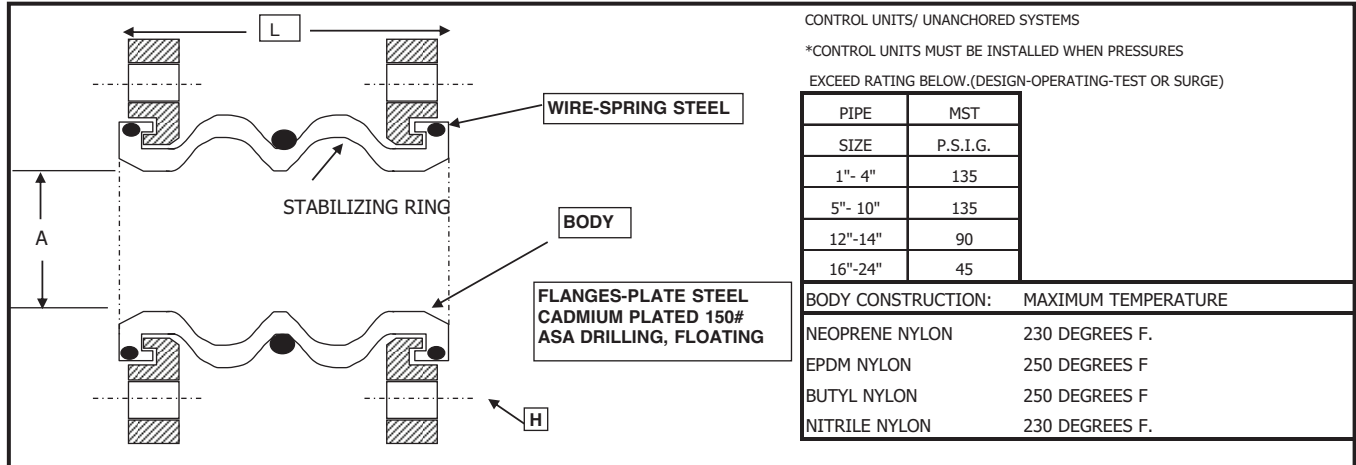 L
WIRE-SPRING STEEL
STABILIZING RING
A
BODY
FLANGES-PLATE STEEL
CADMIUM PLATED 150#
ASA DRILLING, FLOATING
H
CONTROL UNITS/ UNANCHORED SYSTEMS
*CONTROL UNITS MUST BE INSTALLED WHEN PRESSURES
EXCEED RATING BELOW.(DESIGN-OPERATING-TEST OR SURGE)
PIPE MST
SIZE P.S.I.G.
1"- 4" 135
5"- 10" 135
12"-14" 90
16"-24" 45
BODY CONSTRUCTION: MAXIMUM TEMPERATURE
NEOPRENE NYLON 230 DEGREES F.
EPDM NYLON 250 DEGREES F
BUTYL NYLON 250 DEGREES F
NITRILE NYLON 230 DEGREES F.